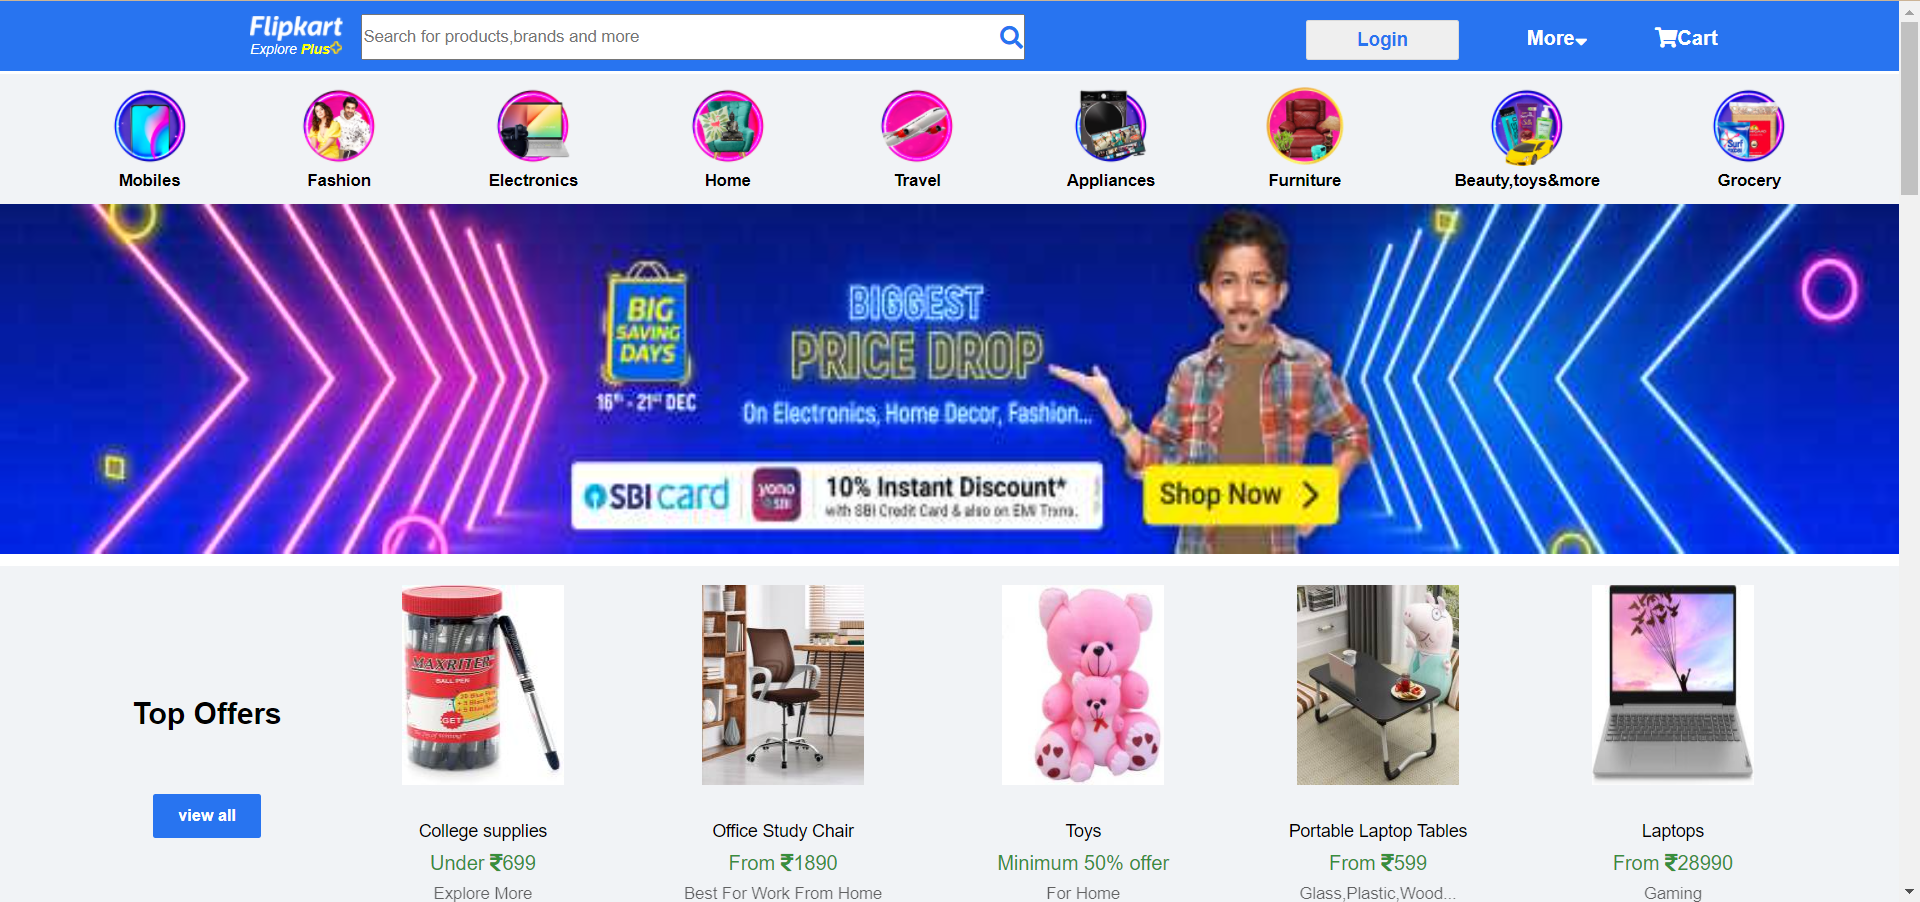 Flipkart
Explore Plus
Search for products,brands and more
Login
More
Cart
Mobiles
Fashion
Electronics
Home
Travel
Appliances
Furniture
Beauty,toys&more
Grocery
BIG
SAVING
DAYS
16th - 21st DEC
BIGGEST
PRICE DROP
On Electronics, Home Decor, Fashion...
SBI card
yono
SBI
10% Instant Discount*
with SBI Credit Card & also on EMI Trxns.
Shop Now
Top Offers
view all
MAXRITER
BALL PEN
GET
Surf
College supplies
Under ₹699
Explore More
Office Study Chair
From ₹1890
Best For Work From Home
Toys
Minimum 50% offer
For Home
Portable Laptop Tables
From ₹599
Glass,Plastic,Wood...
Laptops
From ₹28990
Gaming